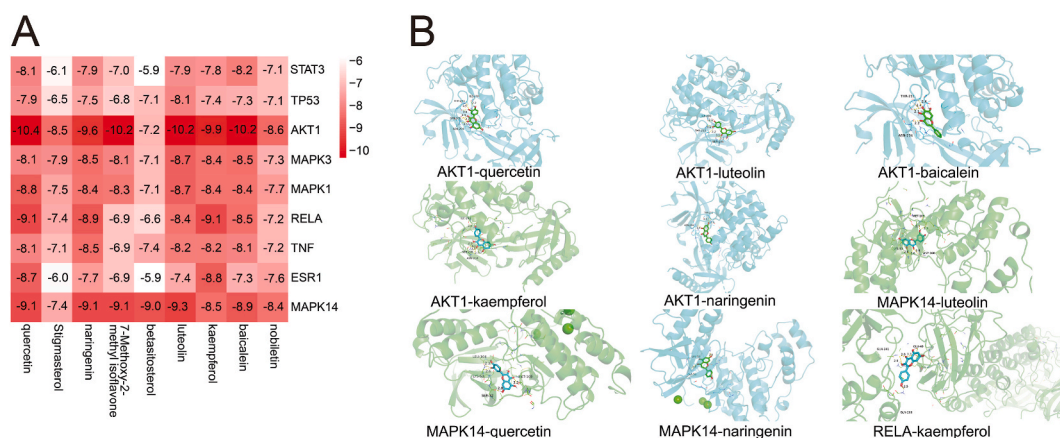 A
B
-8.1 -6.1 -7.9 -7.0 -5.9 -7.9 -7.8 -8.2 -7.1 STAT3
-7.9 -6.5 -7.5 -6.8 -7.1 -8.1 -7.4 -7.3 -7.1 TP53
-10.4 -8.5 -9.6 -10.2 -7.2 -10.2 -9.9 -10.2 -8.6 AKT1
-8.1 -7.9 -8.5 -8.1 -7.1 -8.7 -8.4 -8.5 -7.3 MAPK3
-8.8 -7.5 -8.4 -8.3 -7.1 -8.7 -8.4 -8.4 -7.7 MAPK1
-9.1 -7.4 -8.9 -6.9 -6.6 -8.4 -9.1 -8.5 -7.2 RELA
-8.1 -7.1 -8.5 -6.9 -7.4 -8.2 -8.2 -8.1 -7.2 TNF
-8.7 -6.0 -7.7 -6.9 -5.9 -7.4 -8.8 -7.3 -7.6 ESR1
-9.1 -7.4 -9.1 -9.1 -9.0 -9.3 -8.5 -8.9 -8.4 MAPK14
quercetin
Stigmasterol
naringenin
7-Methoxy-2-
methyl isoflavone
betasitosterol
luteolin
kaempferol
baicalein
nobiletin
-6
-7
-8
-9
-10
AKT1-quercetin
AKT1-luteolin
AKT1-baicalein
AKT1-kaempferol
AKT1-naringenin
MAPK14-luteolin
MAPK14-quercetin
MAPK14-naringenin
RELA-kaempferol